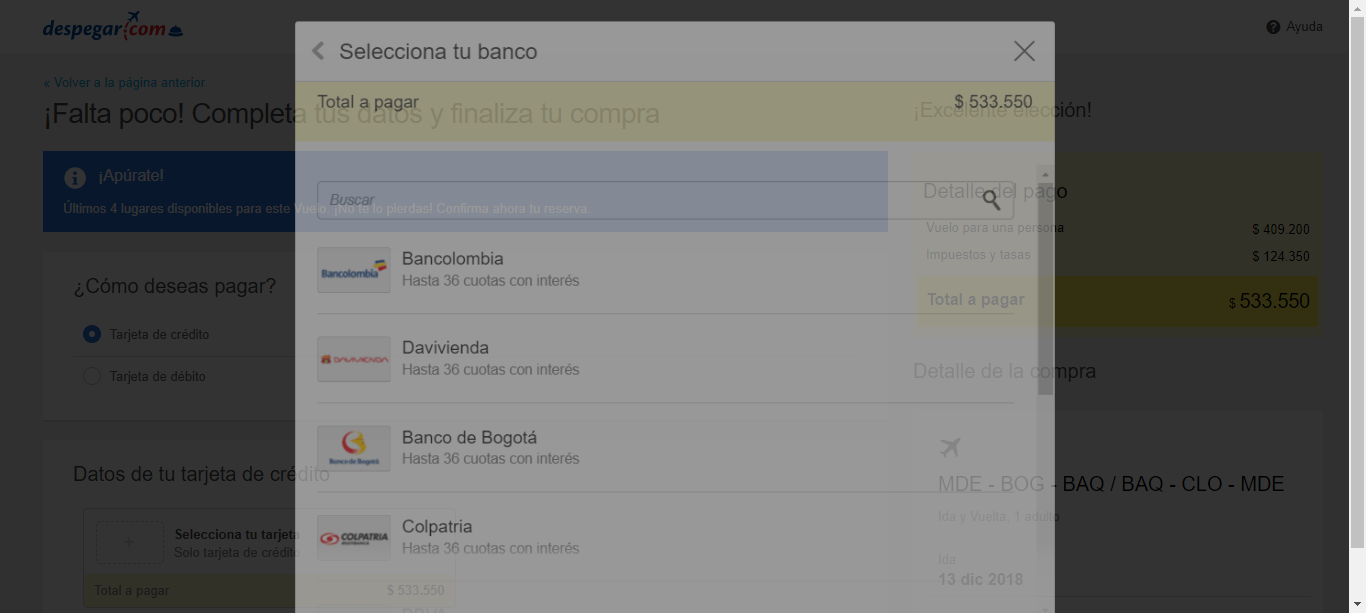 despegar.com
Ayuda
« Volver a la página anterior
¡Falta poco! Completa tus datos y finaliza tu compra
¡Apúrate!
Últimos 4 lugares disponibles para este Vuelo. ¡No te lo pierdas! Confirma ahora tu reserva.
¿Cómo deseas pagar?
Tarjeta de crédito
Tarjeta de débito
Datos de tu tarjeta de crédito
Selecciona tu tarjeta
Solo tarjeta de crédito
Total a pagar $ 533.550
Selecciona tu banco
Total a pagar $ 533.550
Buscar
Bancolombia
Bancolombia
Hasta 36 cuotas con interés
DAVIVIENDA
Davivienda
Hasta 36 cuotas con interés
Banco de Bogotá
Banco de Bogotá
Hasta 36 cuotas con interés
COLPATRIA
Colpatria
Hasta 36 cuotas con interés
¡Excelente elección!
Detalle del pago
Vuelo para una persona $ 409.200
Impuestos y tasas $ 124.350
Total a pagar $ 533.550
Detalle de la compra
MDE - BOG - BAQ / BAQ - CLO - MDE
Ida y Vuelta, 1 adulto
Ida
13 dic 2018